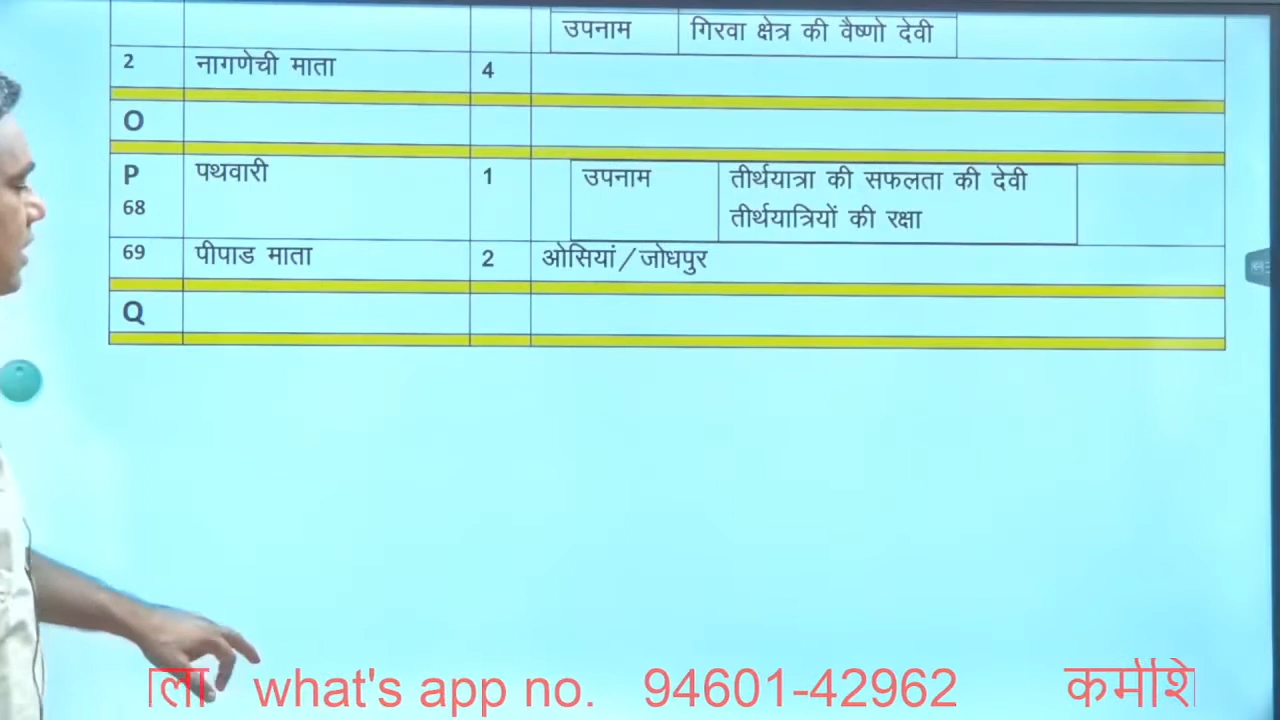 उपनाम गिरवा क्षेत्र की वैष्णो देवी
2 नागणेची माता 4
O
P पथवारी 1 उपनाम तीर्थयात्रा की सफलता की देवी
68 तीर्थयात्रियों की रक्षा
69 पीपाड माता 2 ओसियां/जोधपुर
Q
what's app no. 94601-42962